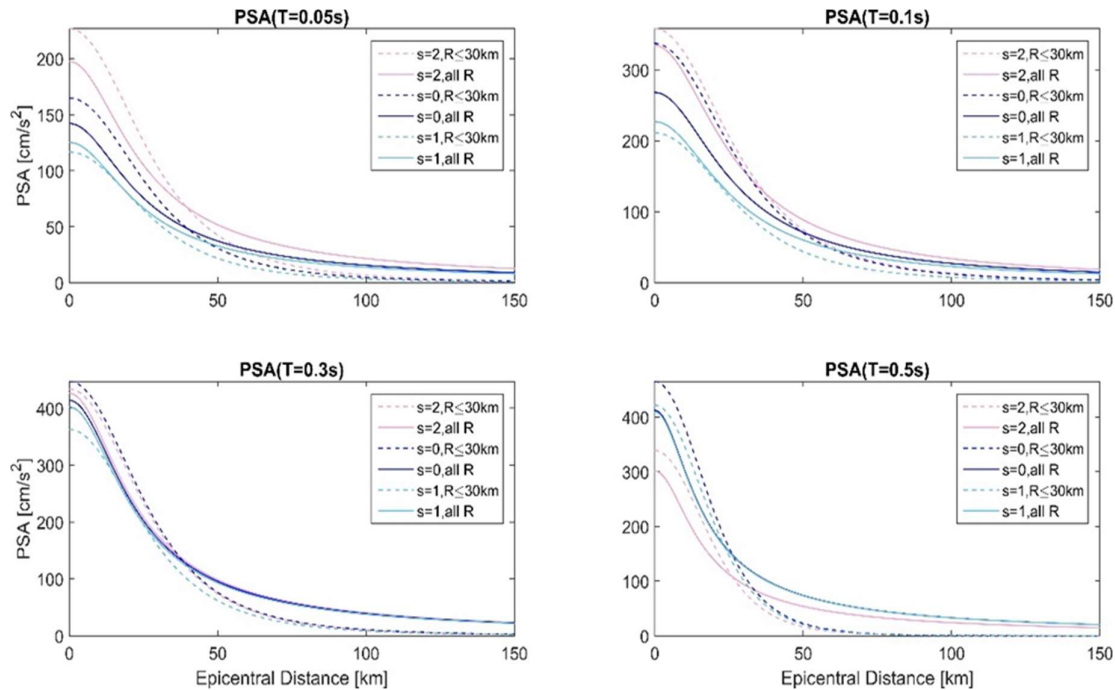 PSA(T=0.05s)
PSA [cm/s²]
200
150
100
50
0
s=2,R≤30km
s=2,all R
s=0,R≤30km
s=0,all R
s=1,R≤30km
s=1,all R
0 50 100 150
PSA(T=0.1s)
300
200
100
0
s=2,R≤30km
s=2,all R
s=0,R≤30km
s=0,all R
s=1,R≤30km
s=1,all R
0 50 100 150
PSA(T=0.3s)
PSA [cm/s²]
400
300
200
100
0
s=2,R≤30km
s=2,all R
s=0,R≤30km
s=0,all R
s=1,R≤30km
s=1,all R
0 50 100 150
Epicentral Distance [km]
PSA(T=0.5s)
400
300
200
100
0
s=2,R≤30km
s=2,all R
s=0,R≤30km
s=0,all R
s=1,R≤30km
s=1,all R
0 50 100 150
Epicentral Distance [km]